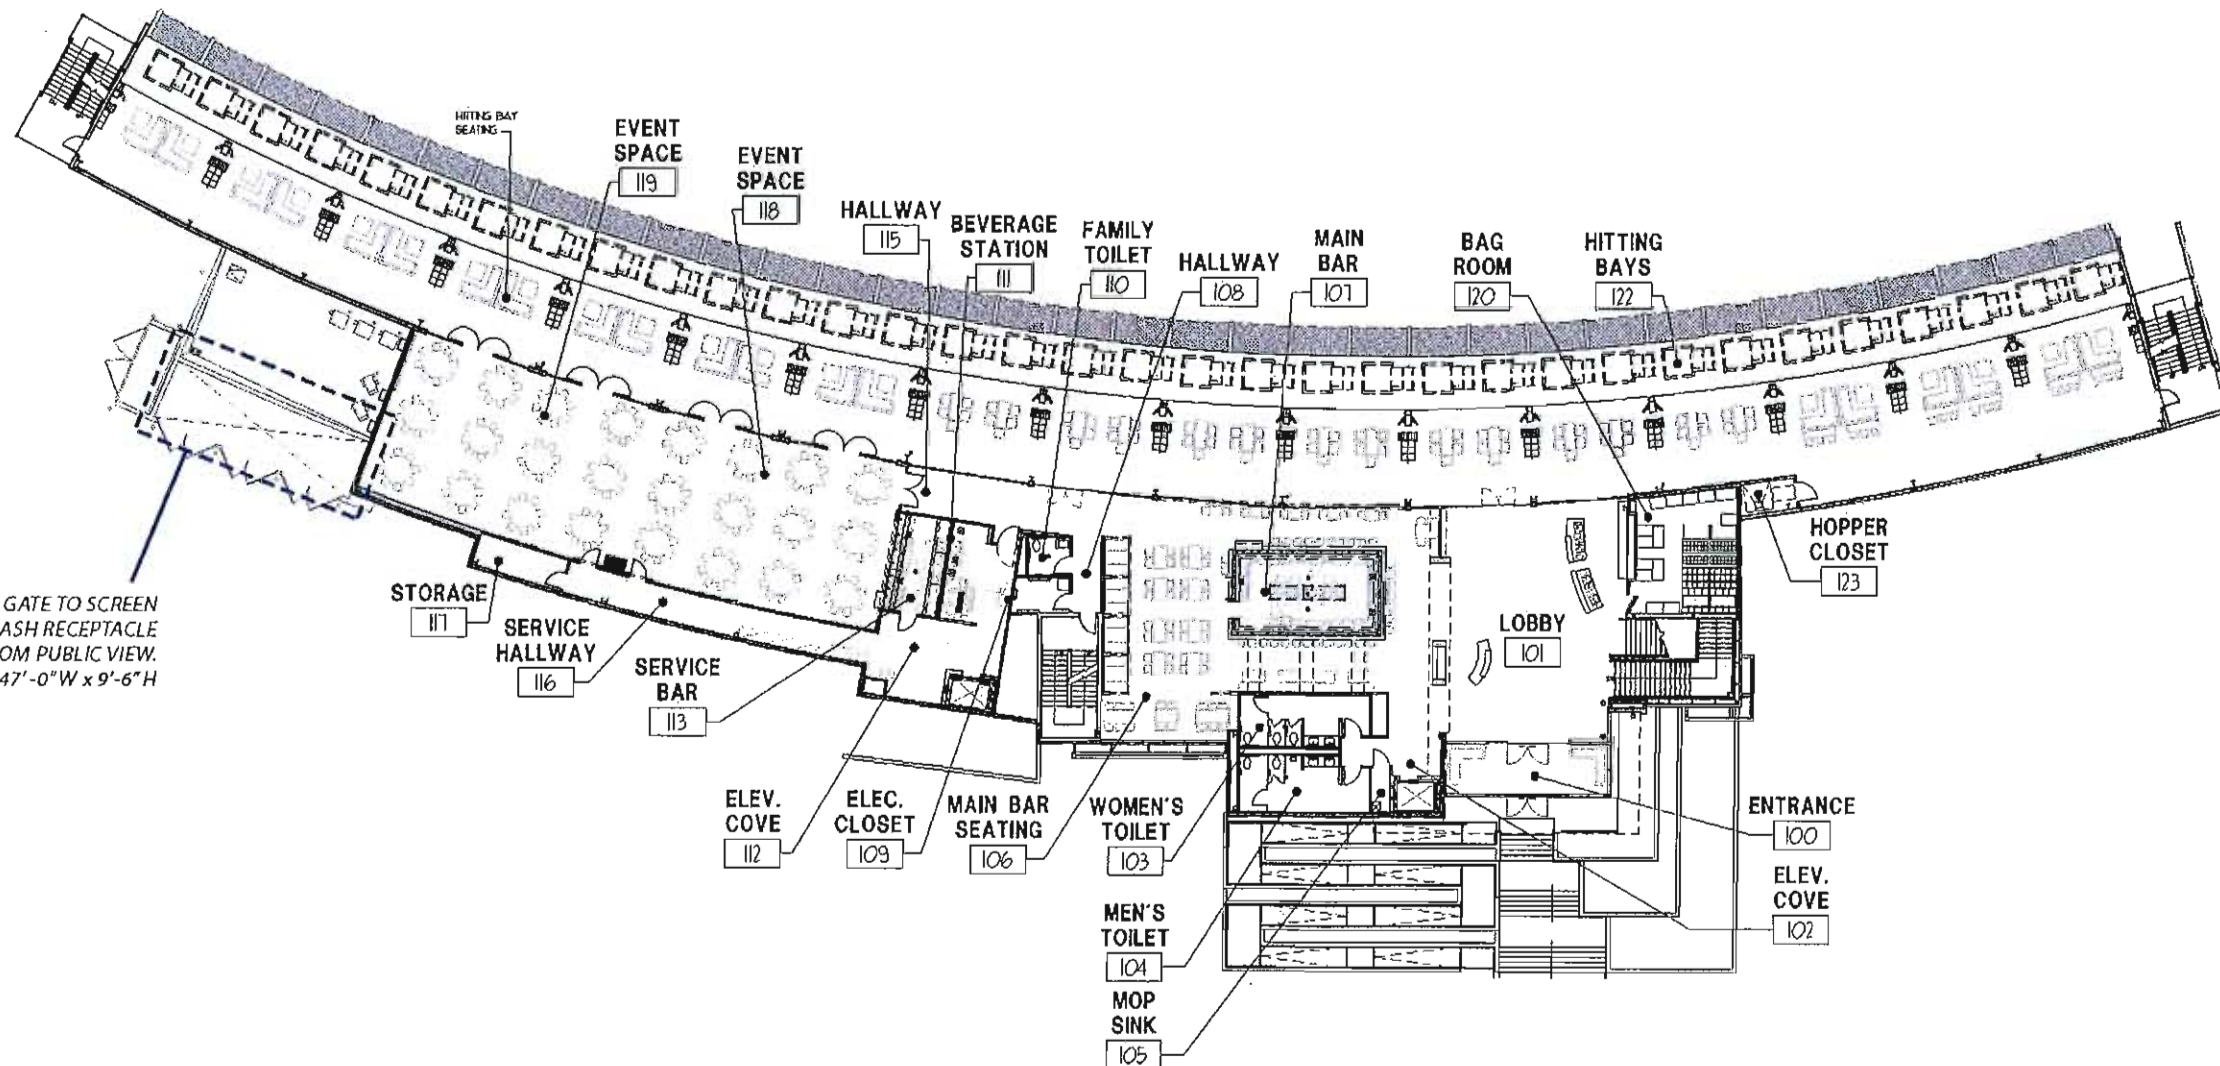 HITTING BAY
SEATING
EVENT
SPACE
119
EVENT
SPACE
118
HALLWAY
115
BEVERAGE
STATION
111
FAMILY
TOILET
110
HALLWAY
108
MAIN
BAR
107
BAG
ROOM
120
HITTING
BAYS
122
HOPPER
CLOSET
123
LOBBY
101
GATE TO SCREEN
ASH RECEPTACLE
OM PUBLIC VIEW.
47'-0"W x 9'-6"H
STORAGE
117
SERVICE
HALLWAY
116
SERVICE
BAR
113
ELEV.
COVE
112
ELEC.
CLOSET
109
MAIN BAR
SEATING
106
WOMEN'S
TOILET
103
MEN'S
TOILET
104
MOP
SINK
105
ENTRANCE
100
ELEV.
COVE
102